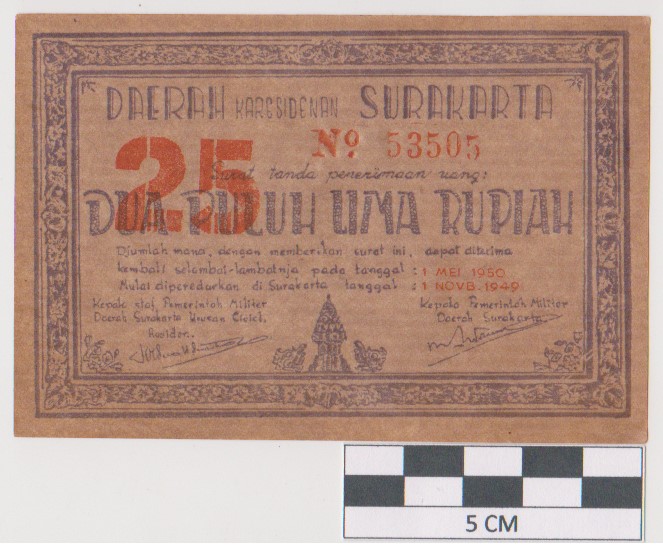 DAERAH KARESIDENAN SURAKARTA
25 No 53505
Surat tanda penerimaan uang:
DUA PULUH LIMA RUPIAH
Djumlah mana, dengan memberikan surat ini, dapat diterima
kembali selambat-lambatnja pada tanggal : 1 MEI 1950
Mulai diperedarkan di Surakarta tanggal : 1 NOVB. 1949
Kepala staf Pemerintah Militer
Daerah Surakarta Urusan Cieiel,
Kepala Pemerintah Militer
Daerah Surakarta.
5 CM